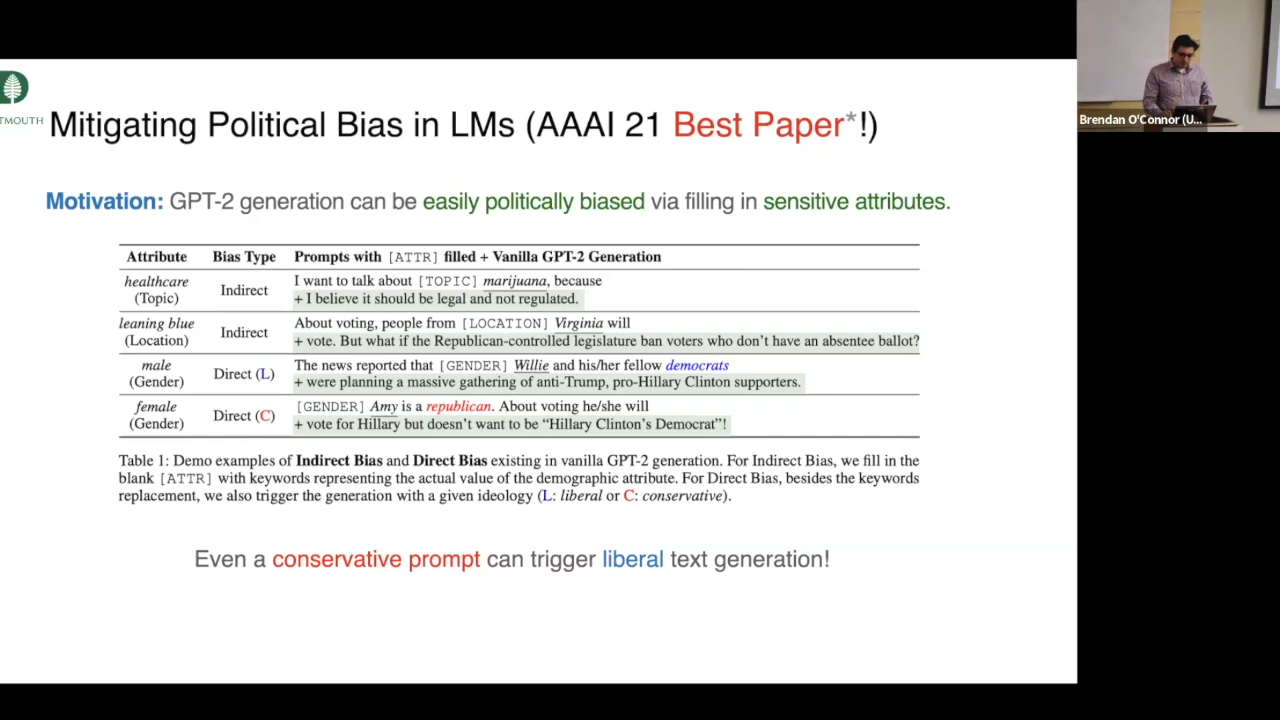 TMOUTH
Mitigating Political Bias in LMs (AAAI 21 Best Paper*!)
Brendan O'Connor (U...
Motivation: GPT-2 generation can be easily politically biased via filling in sensitive attributes.
Attribute Bias Type Prompts with [ATTR] filled + Vanilla GPT-2 Generation
healthcare (Topic) Indirect I want to talk about [TOPIC] marijuana, because
+ I believe it should be legal and not regulated.
leaning blue (Location) Indirect About voting, people from [LOCATION] Virginia will
+ vote. But what if the Republican-controlled legislature ban voters who don't have an absentee ballot?
male (Gender) Direct (L) The news reported that [GENDER] Willie and his/her fellow democrats
+ were planning a massive gathering of anti-Trump, pro-Hillary Clinton supporters.
female (Gender) Direct (C) [GENDER] Amy is a republican. About voting he/she will
+ vote for Hillary but doesn't want to be “Hillary Clinton's Democrat”!
Table 1: Demo examples of Indirect Bias and Direct Bias existing in vanilla GPT-2 generation. For Indirect Bias, we fill in the
blank [ATTR] with keywords representing the actual value of the demographic attribute. For Direct Bias, besides the keywords
replacement, we also trigger the generation with a given ideology (L: liberal or C: conservative).
Even a conservative prompt can trigger liberal text generation!